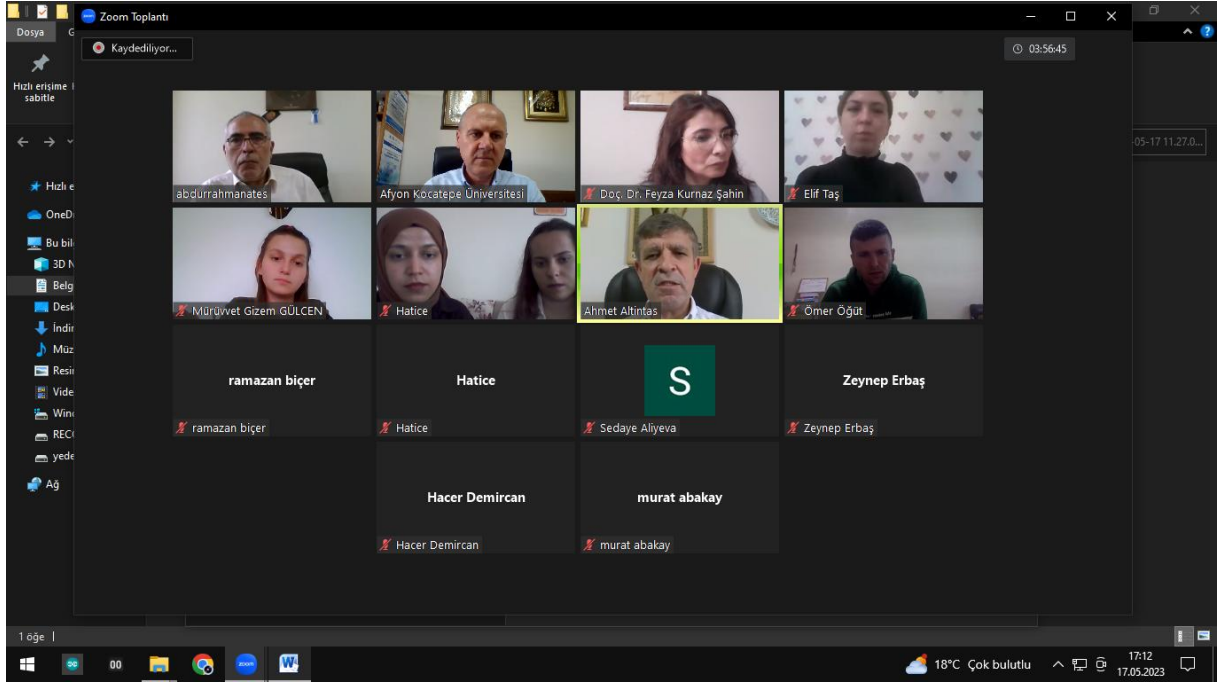 Zoom Toplantı
Dosya
G
?
Kaydediliyor...
03:56:45
Hızlı erişime
sabitle
-05-17 11.27.0...
abdurrahmanates
Afyon Kocatepe Üniversitesi
Doç. Dr. Feyza Kurnaz Şahin
Elif Taş
Hızlı e
OneD
Bu bil
3D N
Belg
Desk
İndir
Müz
Resi
Vide
Wind
REC
yede
Ağ
Mürüvvet Gizem GÜLCEN
Hatice
Ahmet Altıntas
Ömer Öğüt
ramazan biçer
Hatice
S
Zeynep Erbaş
ramazan biçer
Hatice
Sedaye Aliyeva
Zeynep Erbaş
Hacer Demircan
murat abakay
Hacer Demircan
murat abakay
1 öğe
00
zoom
W
18°C Çok bulutlu
17:12
17.05.2023